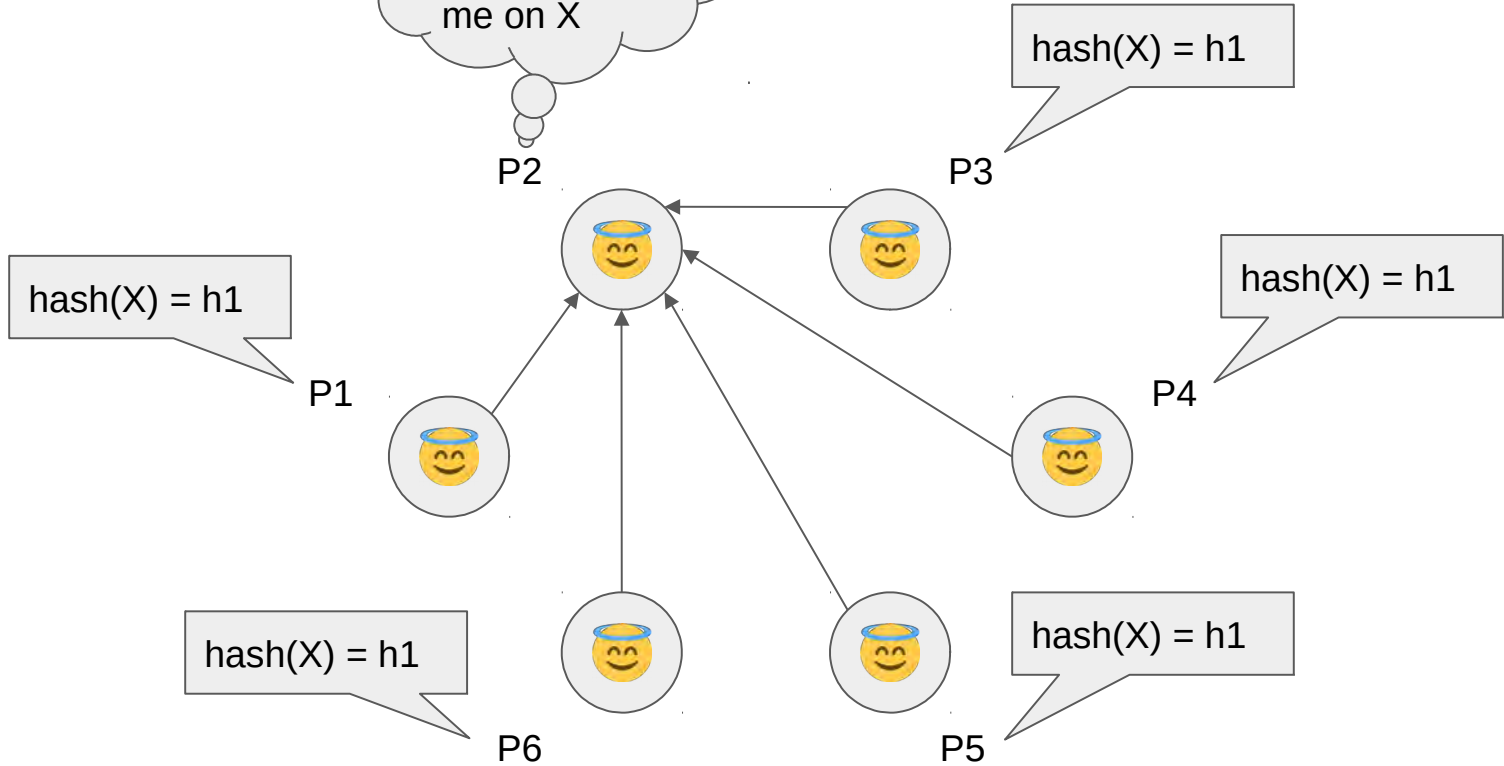 me on X
hash(X) = h1
P2
P3
hash(X) = h1
hash(X) = h1
P1
P4
hash(X) = h1
hash(X) = h1
P6
P5